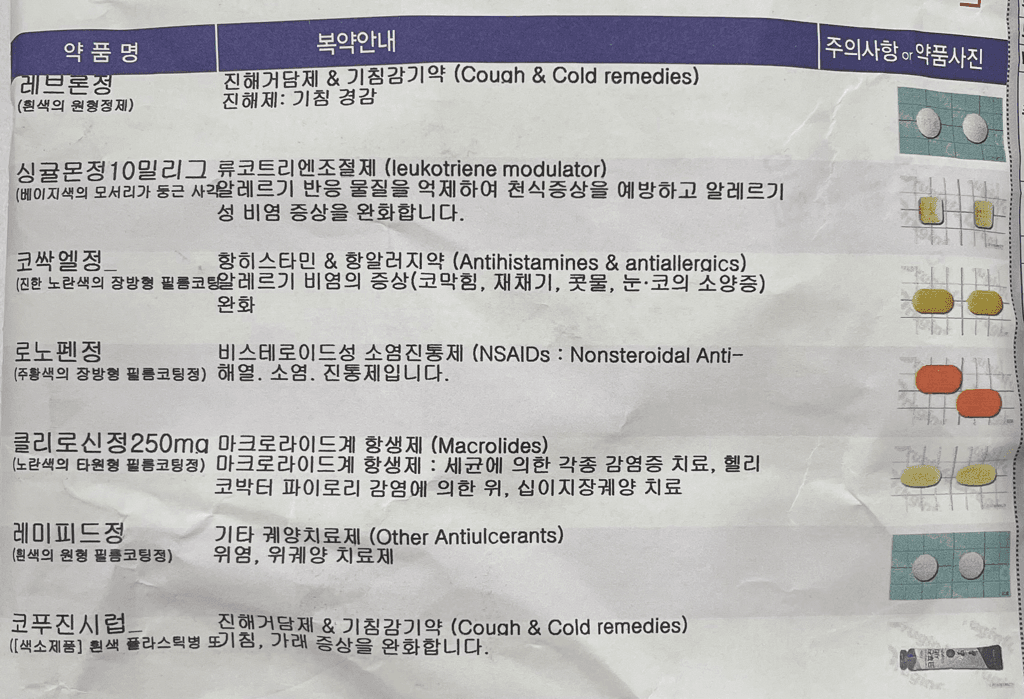 약 품 명 복약안내 주의사항 or 약품사진
레브론정 진해거담제 & 기침감기약 (Cough & Cold remedies)
(흰색의 원형정제) 진해제: 기침 경감
싱귤몬정10밀리그 류코트리엔조절제 (leukotriene modulator)
(베이지색의 모서리가 둥근 사각 알레르기 반응 물질을 억제하여 천식증상을 예방하고 알레르기
성 비염 증상을 완화합니다.
코싹엘정_ 항히스타민 & 항알러지약 (Antihistamines & antiallergics)
(진한 노란색의 장방형 필름코팅 알레르기 비염의 증상(코막힘, 재채기, 콧물, 눈·코의 소양증)
완화
로노펜정 비스테로이드성 소염진통제 (NSAIDs : Nonsteroidal Anti-
(주황색의 장방형 필름코팅정) 해열. 소염. 진통제입니다.
클리로신정250mg 마크로라이드계 항생제 (Macrolides)
(노란색의 타원형 필름코팅정) 마크로라이드계 항생제 : 세균에 의한 각종 감염증 치료, 헬리
코박터 파이로리 감염에 의한 위, 십이지장궤양 치료
레미피드정 기타 궤양치료제 (Other Antiulcerants)
(흰색의 원형 필름코팅정) 위염, 위궤양 치료제
코푸진시럽_ 진해거담제 & 기침감기약 (Cough & Cold remedies)
([색소제품] 흰색 플라스틱병 또 기침, 가래 증상을 완화합니다.